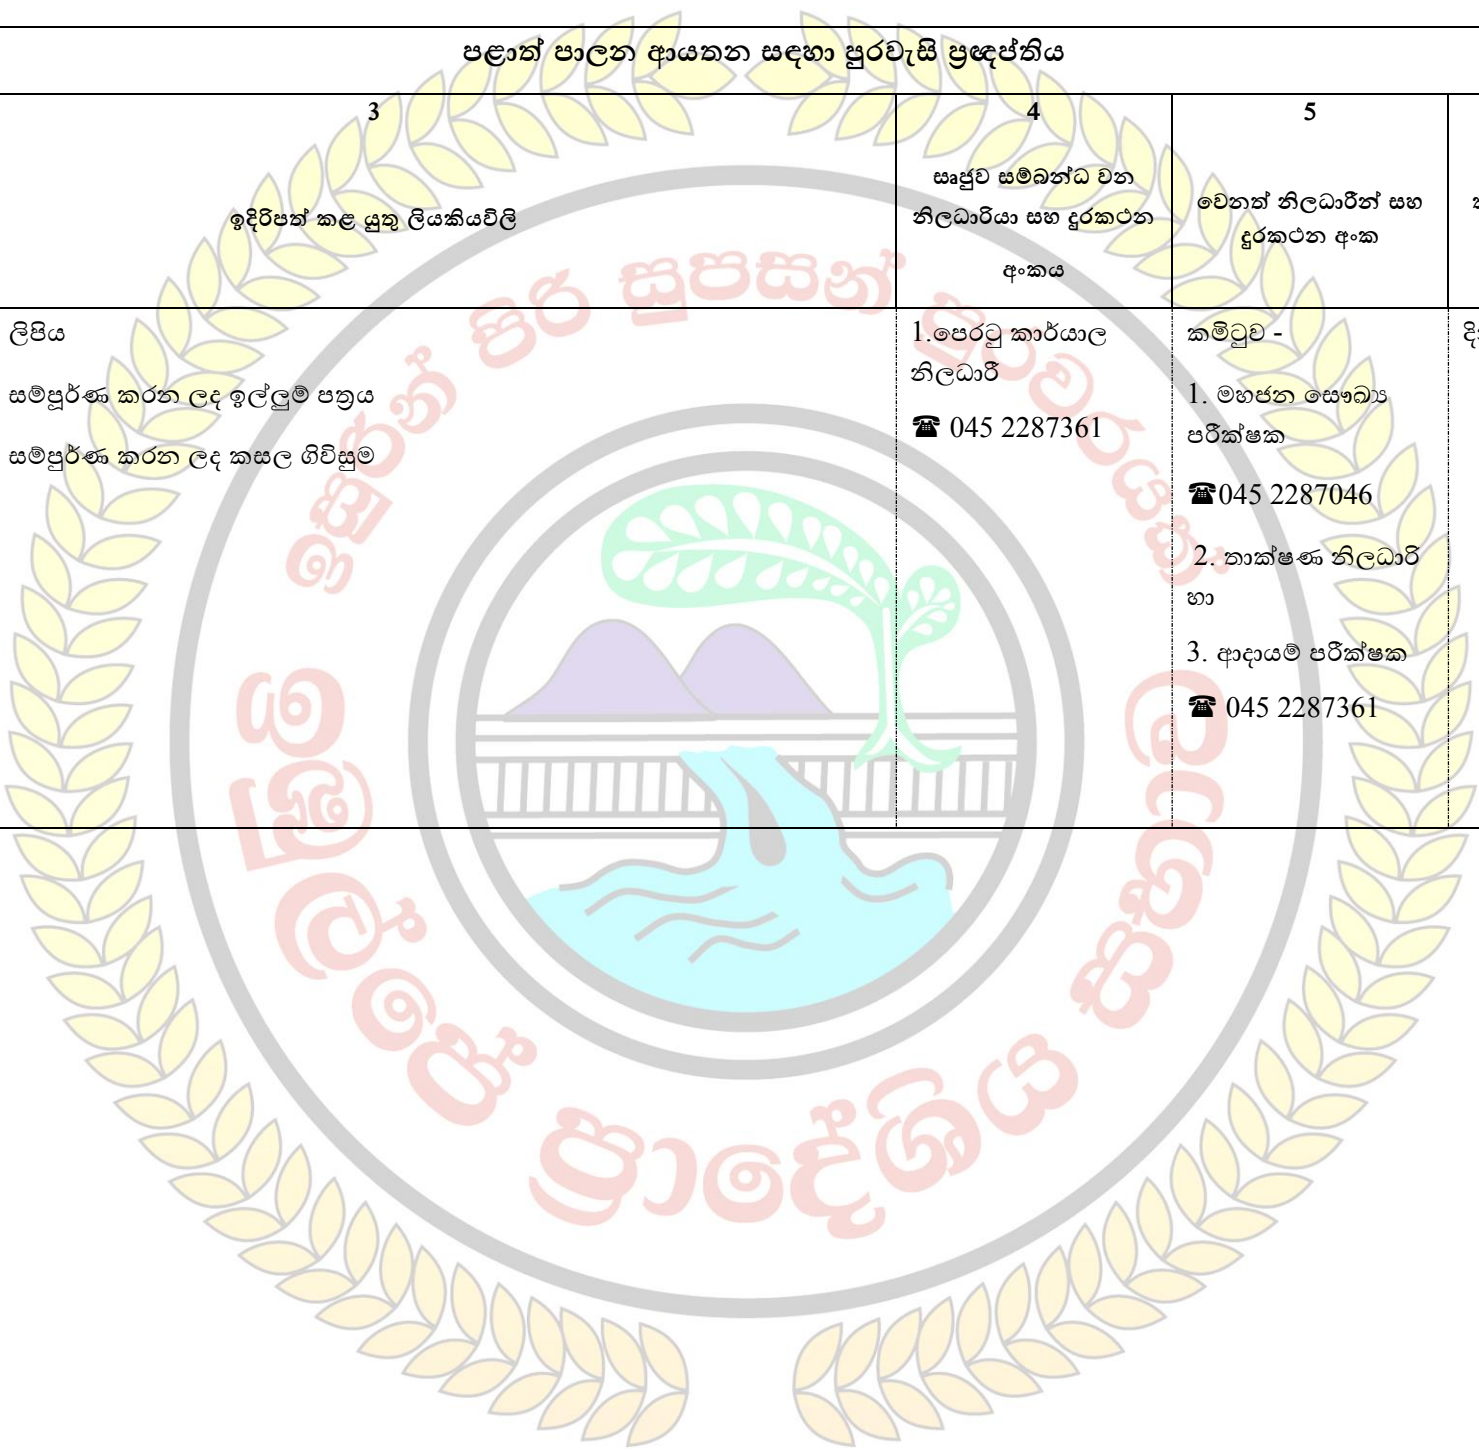 පළාත් පාලන ආයතන සඳහා පුරවැසි ප්‍රඥප්තිය
3
ඉදිරිපත් කළ යුතු ලියකියවිලි
4
සෘජුව සම්බන්ධ වන
නිලධාරියා සහ දුරකථන
අංකය
5
වෙනත් නිලධාරීන් සහ
දුරකථන අංක
ලිපිය
සම්පූර්ණ කරන ලද ඉල්ලුම් පත්‍රය
සම්පුර්ණ කරන ලද කසල ගිවිසුම
1.පෙරටු කාර්යාල
නිලධාරී
☎ 045 2287361
කමිටුව -
1. මහජන සෞඛ්‍ය
පරීක්ෂක
☎045 2287046
2. තාක්ෂණ නිලධාරි
හා
3. ආදායම් පරීක්ෂක
☎ 045 2287361
ඉසුරුන් පිරි සුපසන් පුරවරයක්
ඉඹුල්පේ ප්‍රාදේශිය සභාව